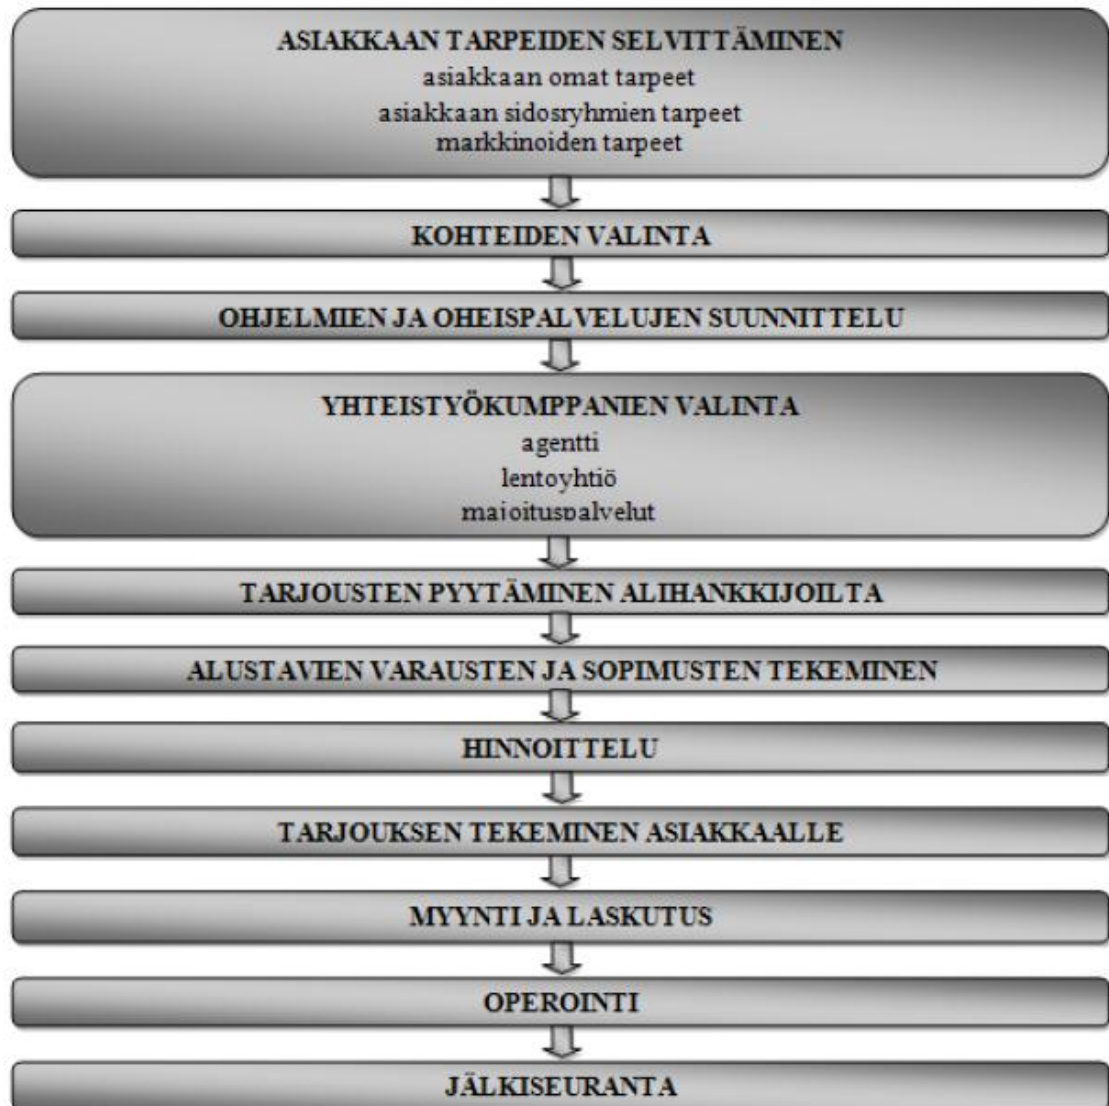 ASIAKKAAN TARPEIDEN SELVITTÄMINEN
asiakkaan omat tarpeet
asiakkaan sidosryhmien tarpeet
markkinoiden tarpeet
KOHTEIDEN VALINTA
OHJELMIEN JA OHEISPALVELUJEN SUUNNITTELU
YHTEISTYÖKUMPPANIEN VALINTA
agentti
lentoyhtiö
majoituspalvelut
TARJOUSTEN PYYTÄMINEN ALIHANKKIJOILTA
ALUSTAVIEN VARAUSTEN JA SOPIMUSTEN TEKEMINEN
HINNOITTELU
TARJOUKSEN TEKEMINEN ASIAKKAALLE
MYYNTI JA LASKUTUS
OPEROINTI
JÄLKISEURANTA